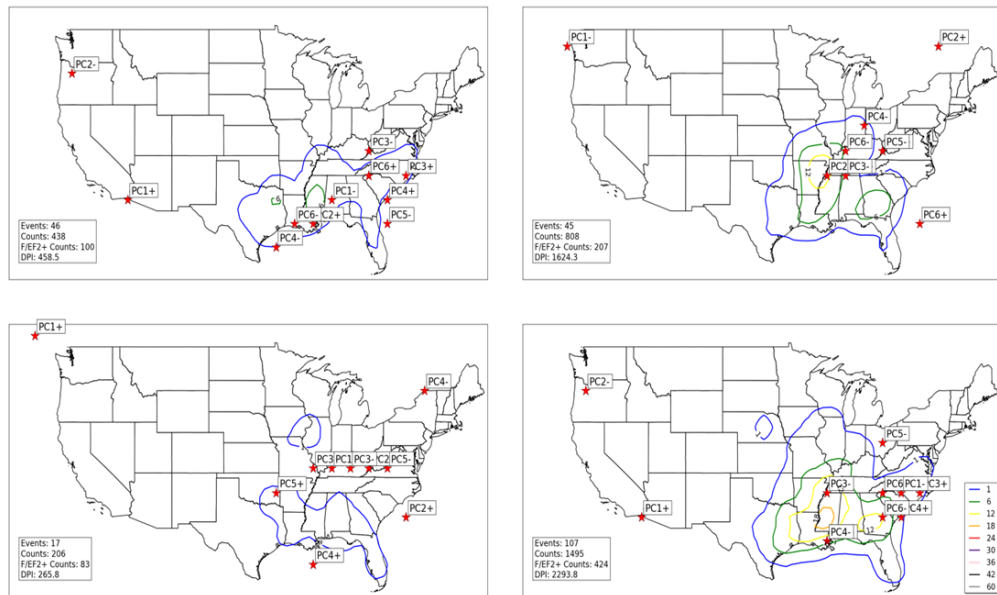 PC2-
PC3-
PC6+
PC3+
PC1+
PC1-
PC4+
PC6-
C2+
PC5-
PC4-
6
Events: 46
Counts: 438
F/EF2+ Counts: 100
DPI: 458.5
PC1-
PC2+
PC4-
PC6-
PC5-
12
PC2
PC3-
6
PC6+
Events: 45
Counts: 808
F/EF2+ Counts: 207
DPI: 1624.3
PC1+
PC4-
PC3
PC1
PC3-
C2
PC5-
PC5+
PC2+
PC4+
Events: 17
Counts: 206
F/EF2+ Counts: 83
DPI: 265.8
PC2-
PC5-
PC3-
PC6
PC1-
C3+
PC1+
18
PC6-
C4+
12
PC4-
Events: 107
Counts: 1495
F/EF2+ Counts: 424
DPI: 2293.8
1
6
12
18
24
30
36
42
60